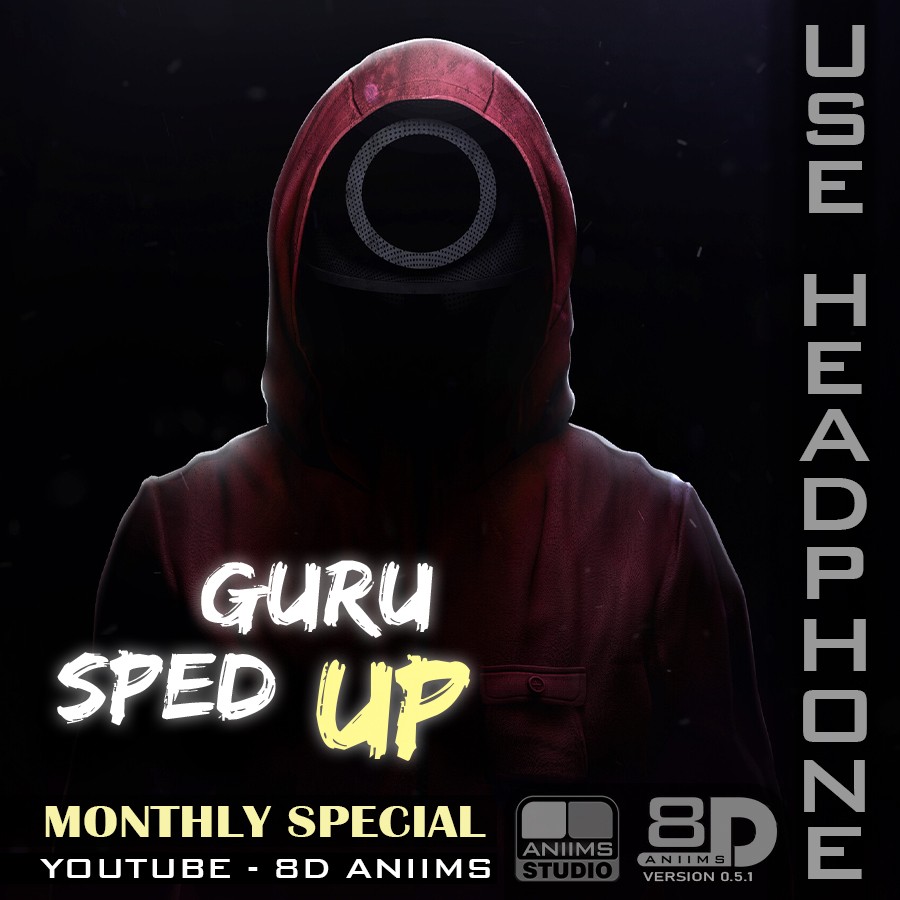 GURU
SPED UP
MONTHLY SPECIAL
YOUTUBE - 8D ANIIMS
ANIIMS
STUDIO
8D
ANIIMS
VERSION 0.5.1
USE HEADPHONE